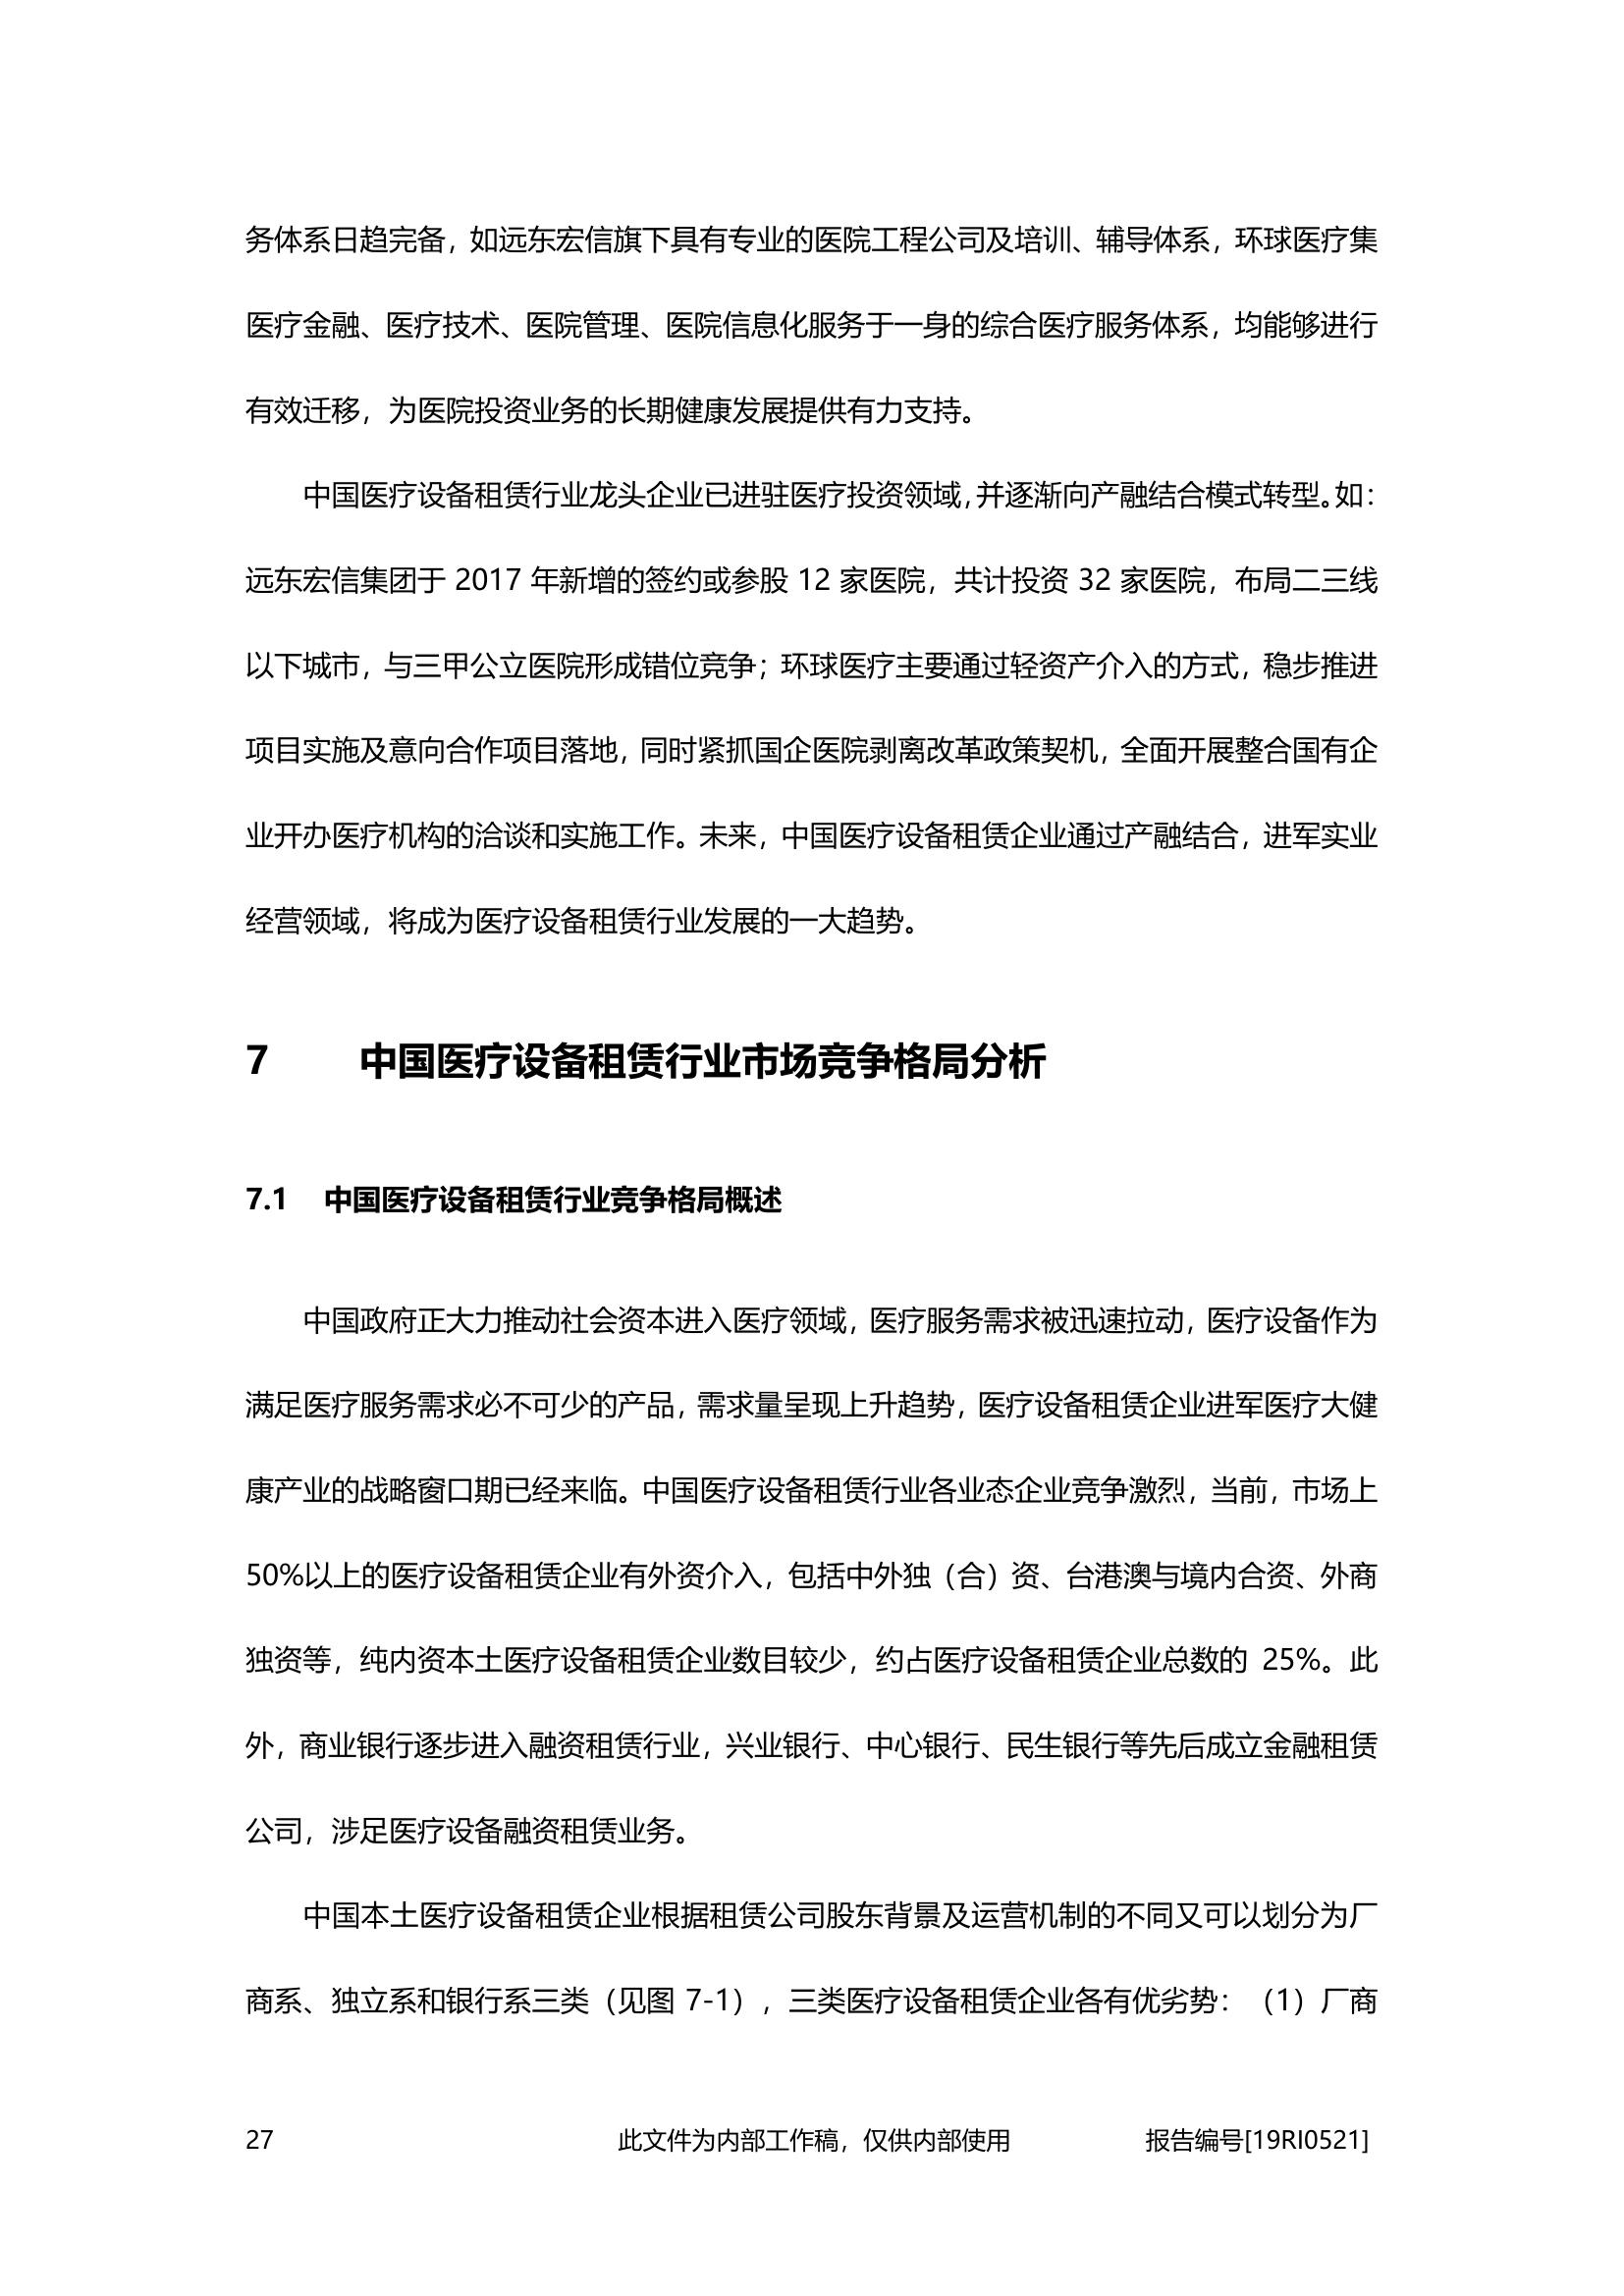 务体系日趋完备，如远东宏信旗下具有专业的医院工程公司及培训、辅导体系，环球医疗集
医疗金融、医疗技术、医院管理、医院信息化服务于一身的综合医疗服务体系，均能够进行
有效迁移，为医院投资业务的长期健康发展提供有力支持。
中国医疗设备租赁行业龙头企业已进驻医疗投资领域，并逐渐向产融结合模式转型。如：
远东宏信集团于 2017 年新增的签约或参股 12 家医院，共计投资 32 家医院，布局二三线
以下城市，与三甲公立医院形成错位竞争；环球医疗主要通过轻资产介入的方式，稳步推进
项目实施及意向合作项目落地，同时紧抓国企医院剥离改革政策契机，全面开展整合国有企
业开办医疗机构的洽谈和实施工作。未来，中国医疗设备租赁企业通过产融结合，进军实业
经营领域，将成为医疗设备租赁行业发展的一大趋势。
7 中国医疗设备租赁行业市场竞争格局分析
7.1 中国医疗设备租赁行业竞争格局概述
中国政府正大力推动社会资本进入医疗领域，医疗服务需求被迅速拉动，医疗设备作为
满足医疗服务需求必不可少的产品，需求量呈现上升趋势，医疗设备租赁企业进军医疗大健
康产业的战略窗口期已经来临。中国医疗设备租赁行业各业态企业竞争激烈，当前，市场上
50%以上的医疗设备租赁企业有外资介入，包括中外独（合）资、台港澳与境内合资、外商
独资等，纯内资本土医疗设备租赁企业数目较少，约占医疗设备租赁企业总数的 25%。此
外，商业银行逐步进入融资租赁行业，兴业银行、中心银行、民生银行等先后成立金融租赁
公司，涉足医疗设备融资租赁业务。
中国本土医疗设备租赁企业根据租赁公司股东背景及运营机制的不同又可以划分为厂
商系、独立系和银行系三类（见图 7-1），三类医疗设备租赁企业各有优劣势：（1）厂商
27 此文件为内部工作稿，仅供内部使用 报告编号[19RI0521]